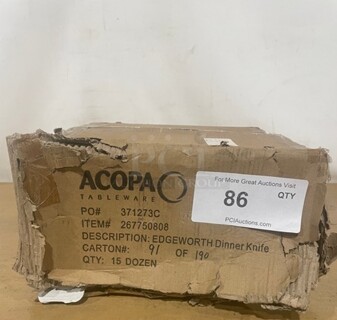 ACOPA
TABLEWARE
PO# 371273C
ITEM# 267750808
DESCRIPTION: EDGEWORTH Dinner Knife
CARTON#: 91 OF 190
QTY: 15 DOZEN
For More Great Auctions Visit
86 QTY
PCIAuctions.com